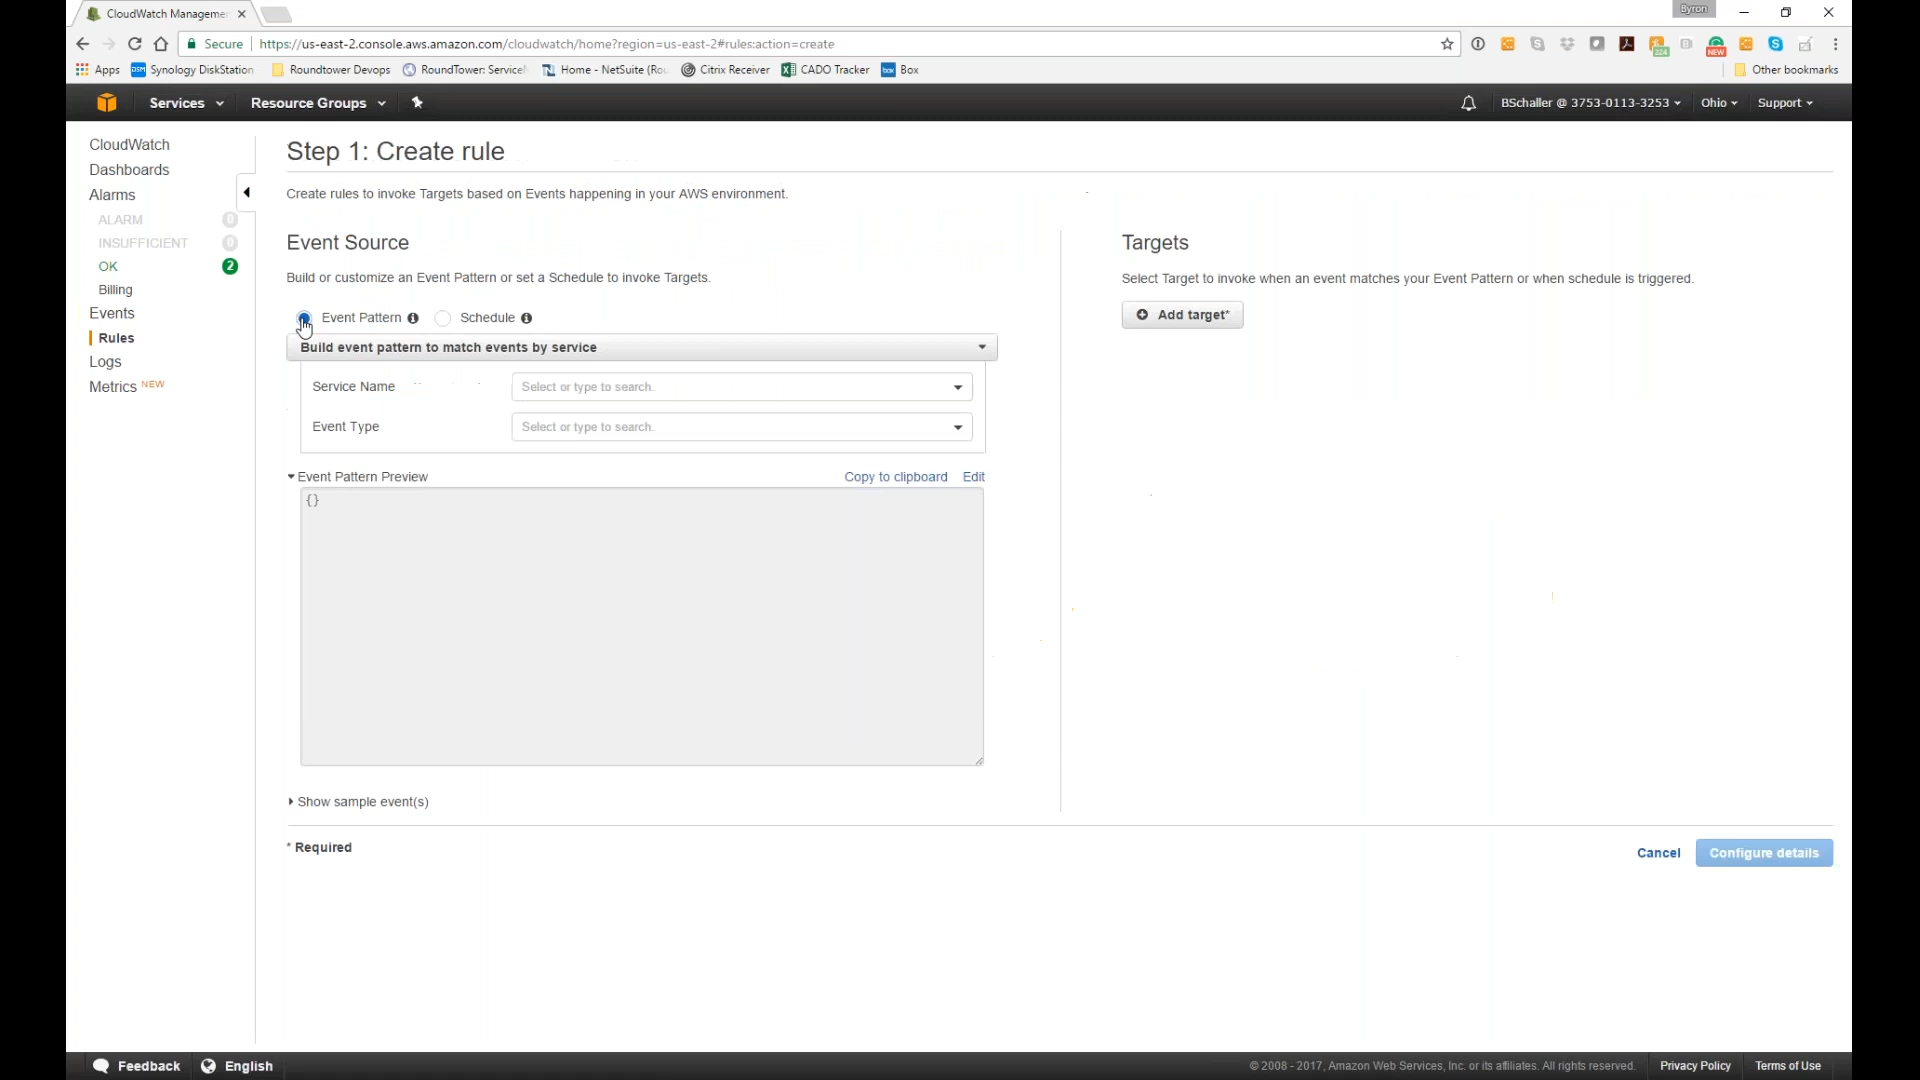 CloudWatch Manageme
Byron
Secure
https://us-east-2.console.aws.amazon.com/cloudwatch/home?region=us-east-2#rules:action=create
224
NEW
Apps
DSM
Synology DiskStation
Roundtower Devops
RoundTower: Service
Home - NetSuite (Rou
Citrix Receiver
CADO Tracker
box
Box
Other bookmarks
Services
Resource Groups
BSchaller @ 3753-0113-3253
Ohio
Support
CloudWatch
Dashboards
Alarms
ALARM 0
INSUFFICIENT 0
OK 2
Billing
Events
Rules
Logs
Metrics NEW
Step 1: Create rule
Create rules to invoke Targets based on Events happening in your AWS environment.
Event Source
Build or customize an Event Pattern or set a Schedule to invoke Targets.
Event Pattern
Schedule
Build event pattern to match events by service
Service Name
Select or type to search.
Event Type
Select or type to search.
Event Pattern Preview
Copy to clipboard
Edit
{}
Show sample event(s)
Targets
Select Target to invoke when an event matches your Event Pattern or when schedule is triggered.
Add target*
* Required
Cancel
Configure details
Feedback
English
© 2008 - 2017, Amazon Web Services, Inc. or its affiliates. All rights reserved.
Privacy Policy
Terms of Use